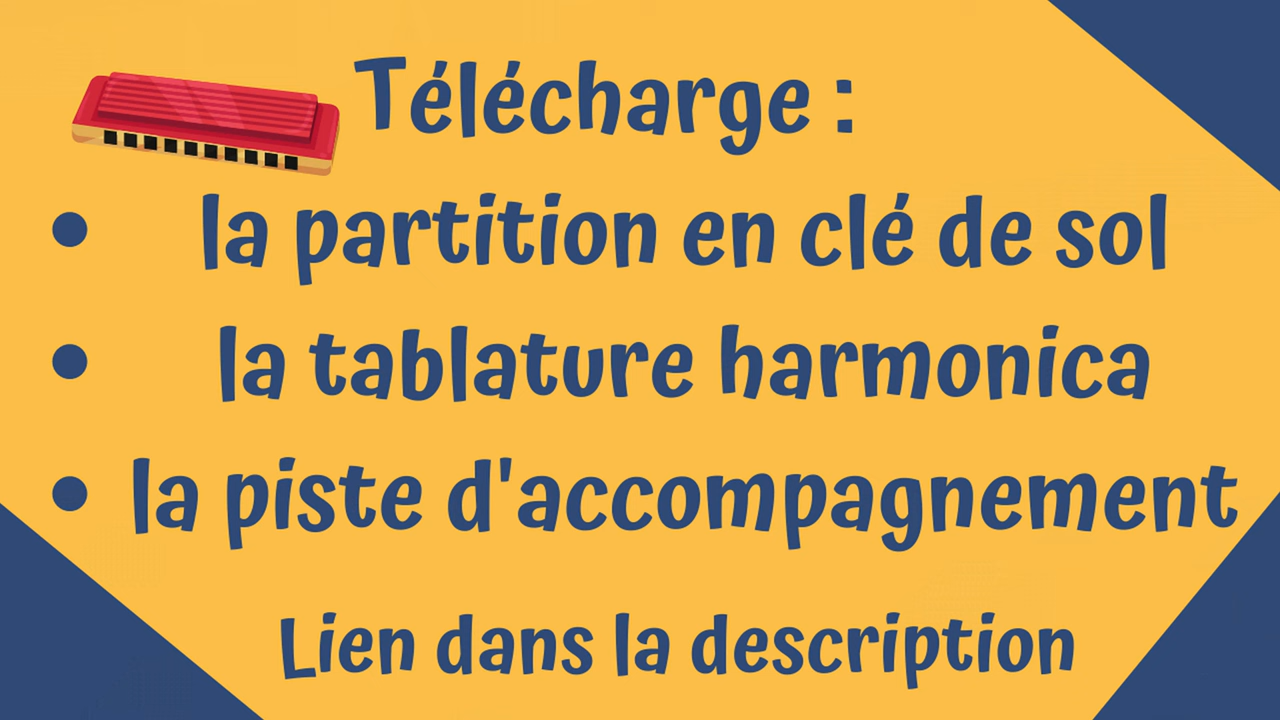 Télécharge :
• la partition en clé de sol
• la tablature harmonica
• la piste d'accompagnement
Lien dans la description